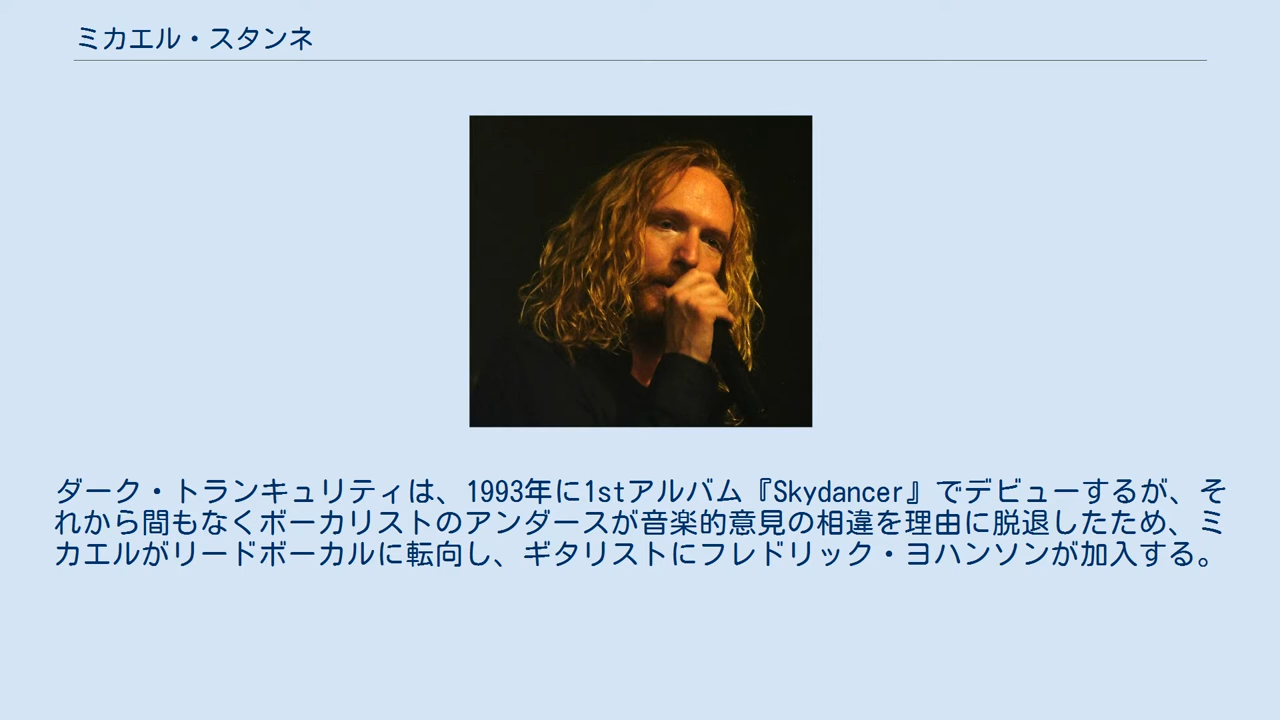 ミカエル・スタンネ
ダーク・トランキュリティは、1993年に1stアルバム『Skydancer』でデビューするが、そ
れから間もなくボーカリストのアンダースが音楽的意見の相違を理由に脱退したため、ミ
カエルがリードボーカルに転向し、ギタリストにフレドリック・ヨハンソンが加入する。